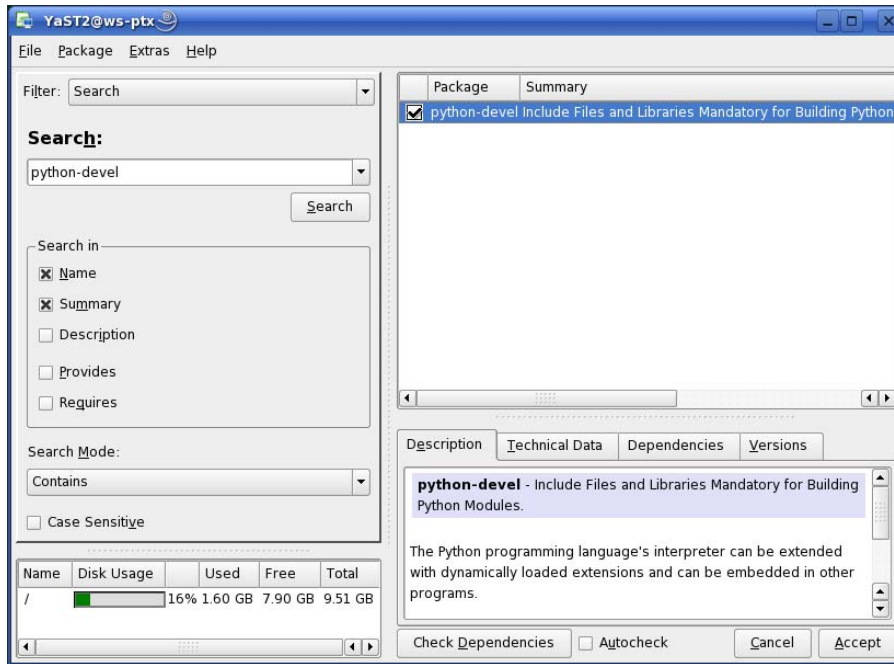 YaST2@ws-ptx
File Package Extras Help
Filter: Search
Search:
python-devel
Search
Search in
Name
Summary
Description
Provides
Requires
Search Mode:
Contains
Case Sensitive
Name Disk Usage Used Free Total
/ 16% 1.60 GB 7.90 GB 9.51 GB
Package Summary
python-devel Include Files and Libraries Mandatory for Building Python
Description Technical Data Dependencies Versions
python-devel - Include Files and Libraries Mandatory for Building
Python Modules.
The Python programming language's interpreter can be extended
with dynamically loaded extensions and can be embedded in other
programs.
Check Dependencies Autocheck Cancel Accept